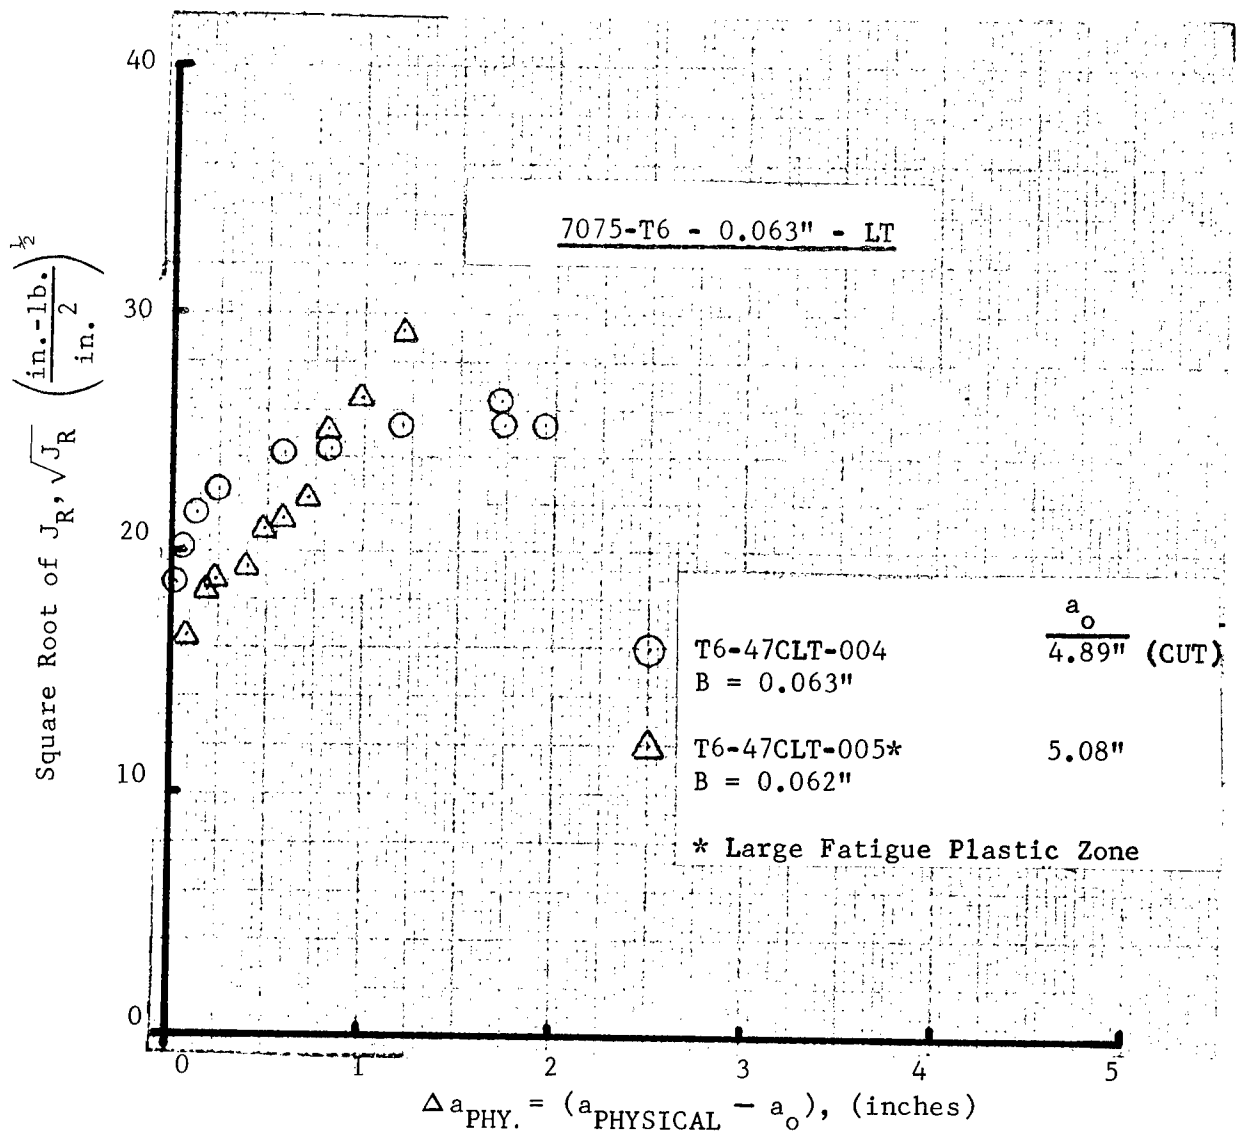 40
30
20
10
0
Square Root of J_R, √J_R (in.-lb./in.2)^½
7075-T6 - 0.063" - LT
a_o
T6-47CLT-004 4.89" (CUT)
B = 0.063"
T6-47CLT-005* 5.08"
B = 0.062"
* Large Fatigue Plastic Zone
0 1 2 3 4 5
Δa_PHY. = (a_PHYSICAL − a_o), (inches)